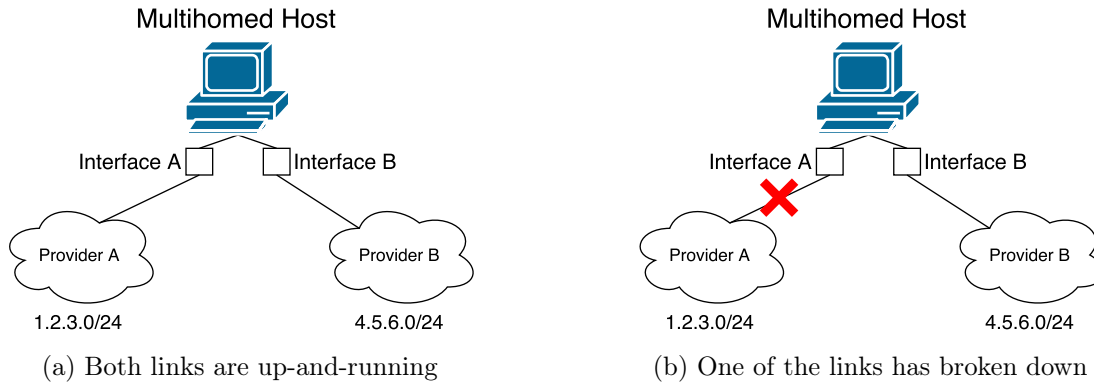 Multihomed Host
Interface A
Interface B
Provider A
Provider B
1.2.3.0/24
4.5.6.0/24
(a) Both links are up-and-running
Multihomed Host
Interface A
Interface B
Provider A
Provider B
1.2.3.0/24
4.5.6.0/24
(b) One of the links has broken down